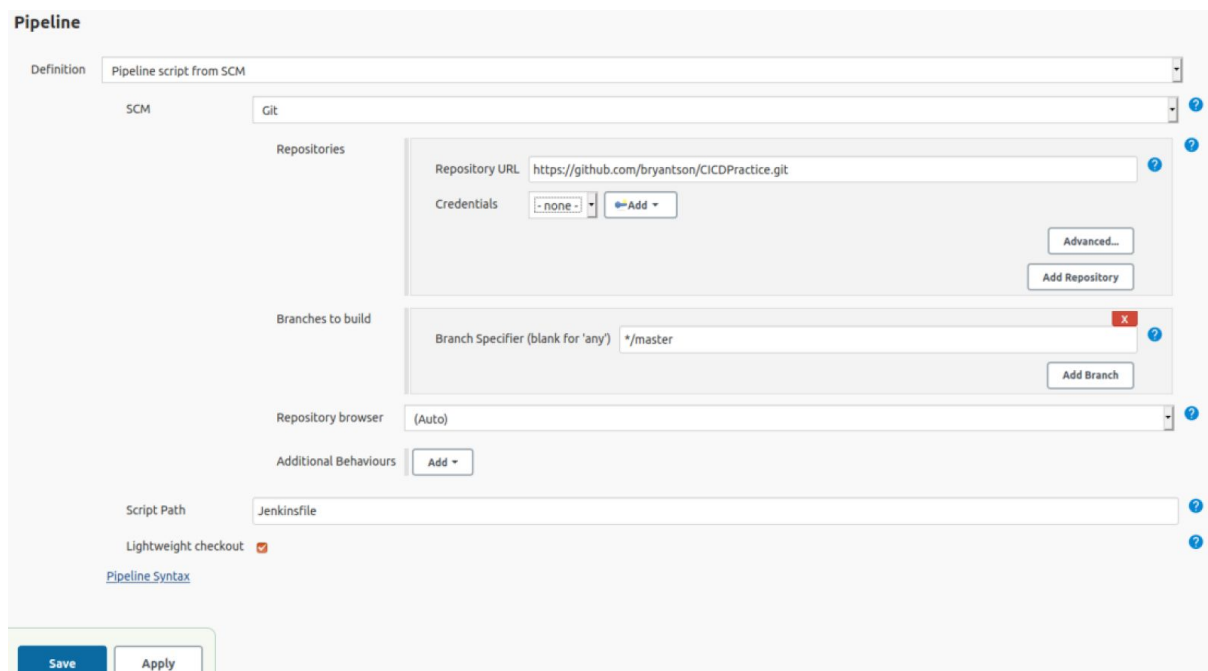 Pipeline
Definition Pipeline script from SCM
SCM Git ?
Repositories ?
Repository URL https://github.com/bryantson/CICDPractice.git ?
Credentials - none - Add
Advanced...
Add Repository
Branches to build X
Branch Specifier (blank for 'any') */master ?
Add Branch
Repository browser (Auto) ?
Additional Behaviours Add
Script Path Jenkinsfile ?
Lightweight checkout ?
Pipeline Syntax
Save Apply